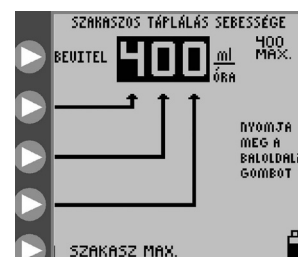 SZAKASZOS TÁPLÁLÁS SEBESSÉGE
BEVITEL 400 ml
ÓRA
400
MAX.
NYOMJA
MEG A
BALOLDALI
GOMBOT
SZAKASZ MAX.